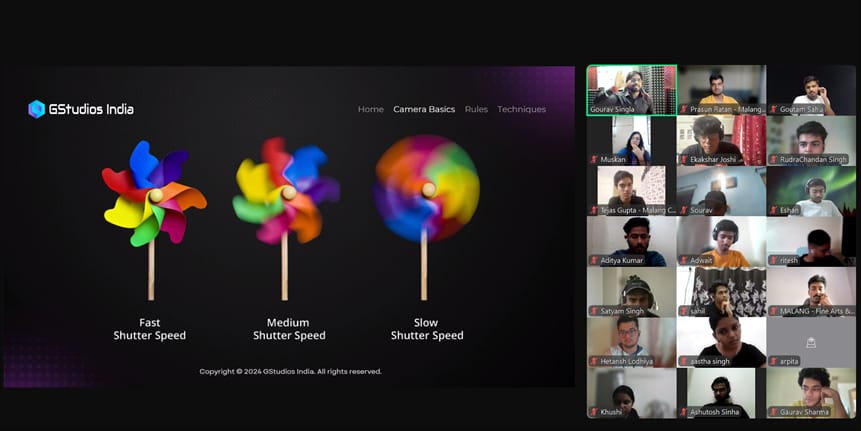 GStudios India
Home Camera Basics Rules Techniques
Fast
Shutter Speed
Medium
Shutter Speed
Slow
Shutter Speed
Copyright © 2024 GStudios India. All rights reserved.
Gourav Singla
Prasun Ratan - Malang...
Goutam Sahu
Muskan
Ekakshar Joshi
RudraChandan Singh
Tejas Gupta - Malang C...
Sourav
Eshan
Aditya Kumar
Adwait
ritesh
Satyam Singh
sahil
MALANG - Fine Arts &...
Hetansh Lodhiya
aastha singh
arpita
Khushi
Ashutosh Sinha
Gaurav Sharma